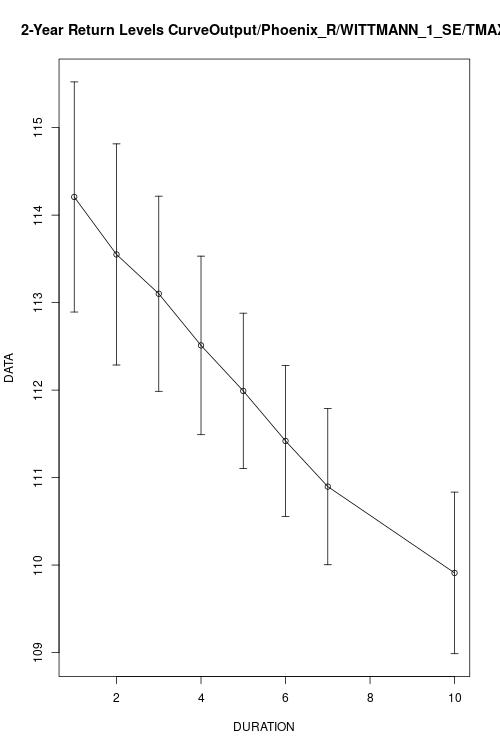 2-Year Return Levels CurveOutput/Phoenix_R/WITTMANN_1_SE/TMAX
115
114
113
112
111
110
109
DATA
2 4 6 8 10
DURATION